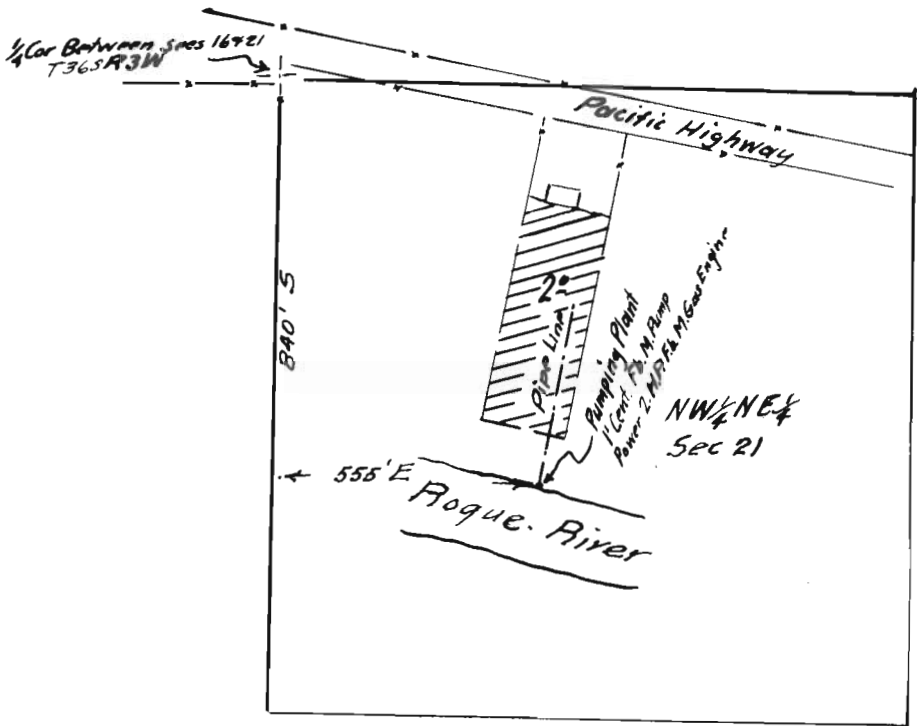 1/4 Cor Between Secs 16 & 21
T36S R3W
Pacific Highway
840' S
2.0
Pipe Line
Pumping Plant
1" Cent. F.b.M. Pump
Power 2. H.P. F.& M. Gas Engine
NW1/4 NE1/4
Sec 21
555' E
Rogue. River